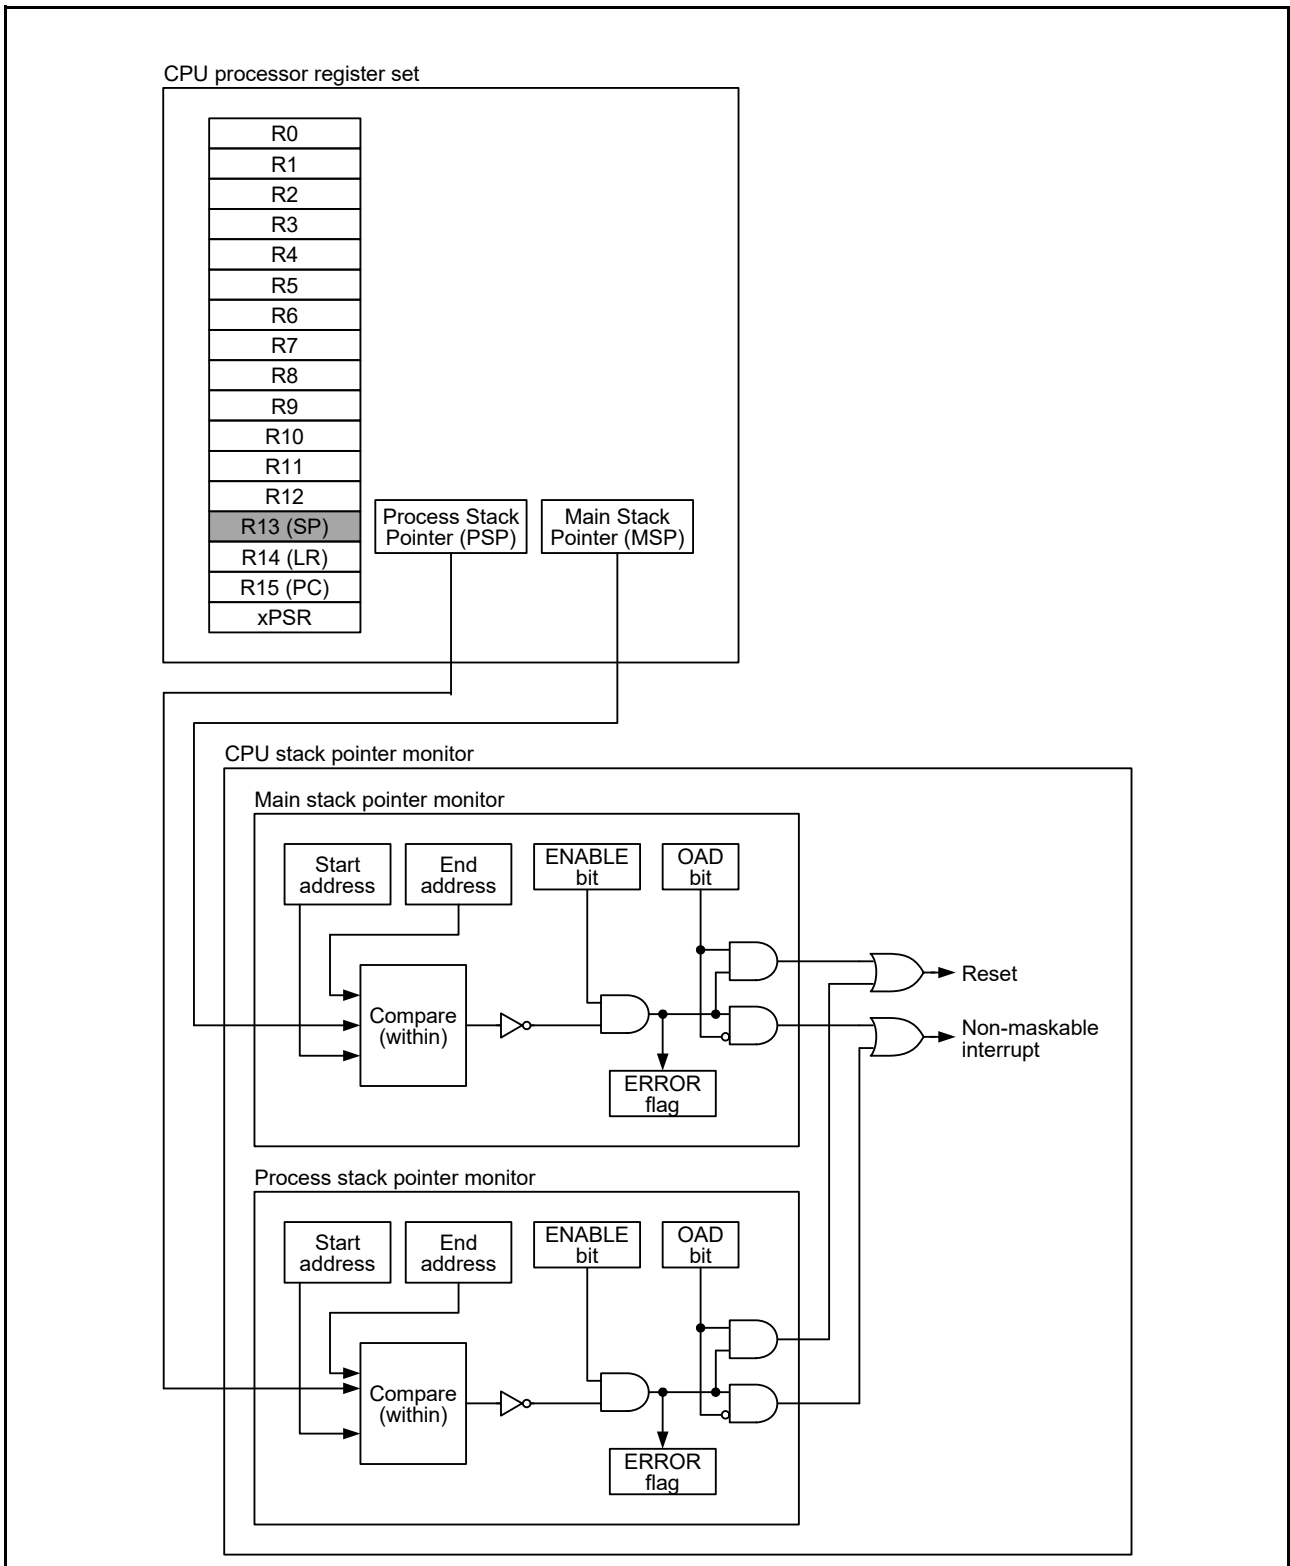 CPU processor register set
R0
R1
R2
R3
R4
R5
R6
R7
R8
R9
R10
R11
R12
R13 (SP)
R14 (LR)
R15 (PC)
xPSR
Process Stack
Pointer (PSP)
Main Stack
Pointer (MSP)
CPU stack pointer monitor
Main stack pointer monitor
Start
address
End
address
ENABLE
bit
OAD
bit
Compare
(within)
ERROR
flag
Reset
Non-maskable
interrupt
Process stack pointer monitor
Start
address
End
address
ENABLE
bit
OAD
bit
Compare
(within)
ERROR
flag